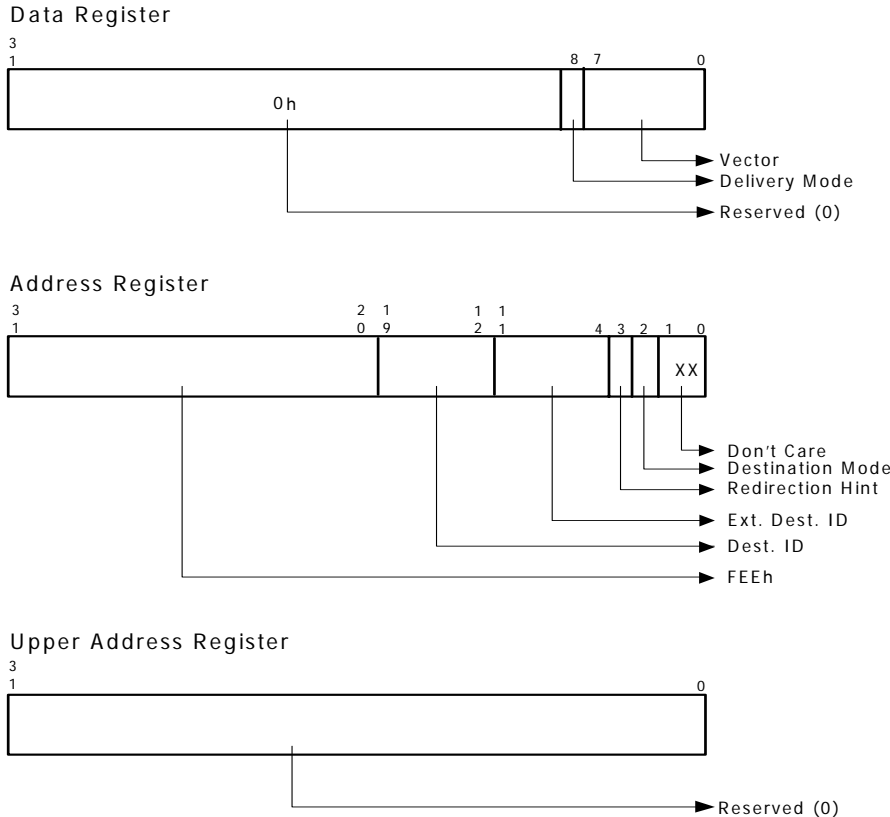 Data Register
3
1 8 7 0
0h
Vector
Delivery Mode
Reserved (0)
Address Register
3 2 1 1 1
1 0 9 2 1 4 3 2 1 0
XX
Don't Care
Destination Mode
Redirection Hint
Ext. Dest. ID
Dest. ID
FEEh
Upper Address Register
3
1 0
Reserved (0)